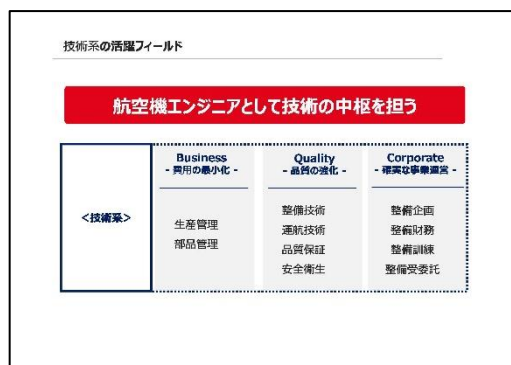 技術系の活躍フィールド
航空機エンジニアとして技術の中枢を担う
<技術系>
Business
- 費用の最小化 -
生産管理
部品管理
Quality
- 品質の強化 -
整備技術
運航技術
品質保証
安全衛生
Corporate
- 確実な事業運営 -
整備企画
整備財務
整備訓練
整備受委託